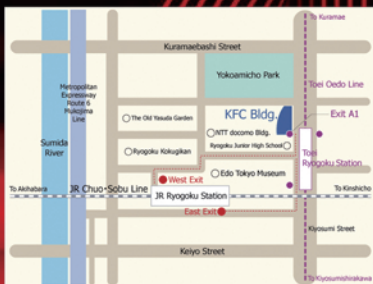 To Kuramae
Kuramaebashi Street
Yokoamicho Park
Toei Oedo Line
Metropolitan
Expressway
Route 6
Mukojima
Line
KFC Bldg.
Exit A1
The Old Yasuda Garden
NTT docomo Bldg.
Sumida
River
Ryogoku Kokugikan
Ryogoku Junior High School
Toei
Ryogoku Station
West Exit
Edo Tokyo Museum
To Akihabara
JR Chuo•Sobu Line
To Kinshicho
JR Ryogoku Station
East Exit
Kiyosumi Street
Keiyo Street
To Kiyosumishirakawa